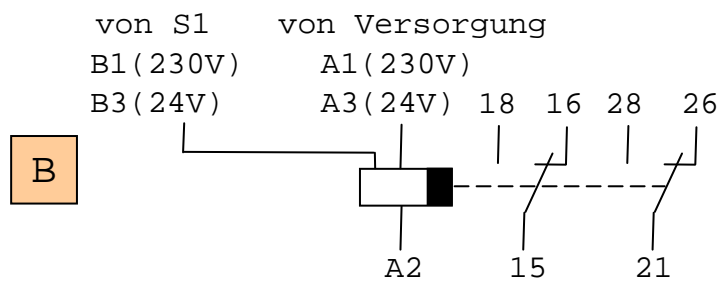 von S1 von Versorgung
B1(230V) A1(230V)
B3(24V) A3(24V) 18 16 28 26
B
A2 15 21